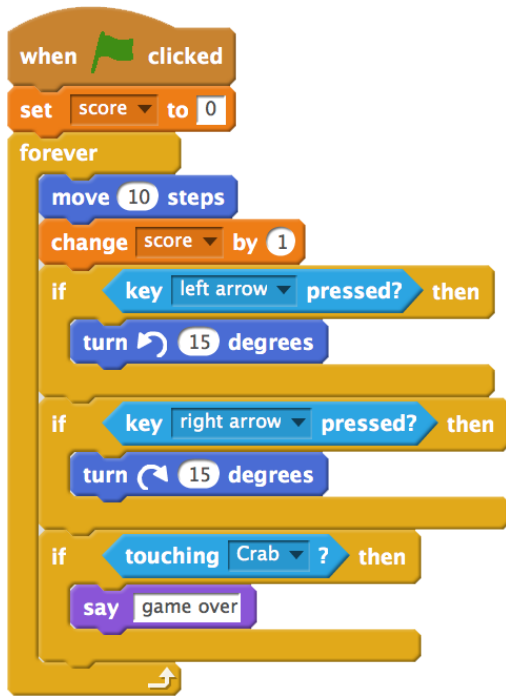 when clicked
set score to 0
forever
move 10 steps
change score by 1
if key left arrow pressed? then
turn 15 degrees
if key right arrow pressed? then
turn 15 degrees
if touching Crab ? then
say game over